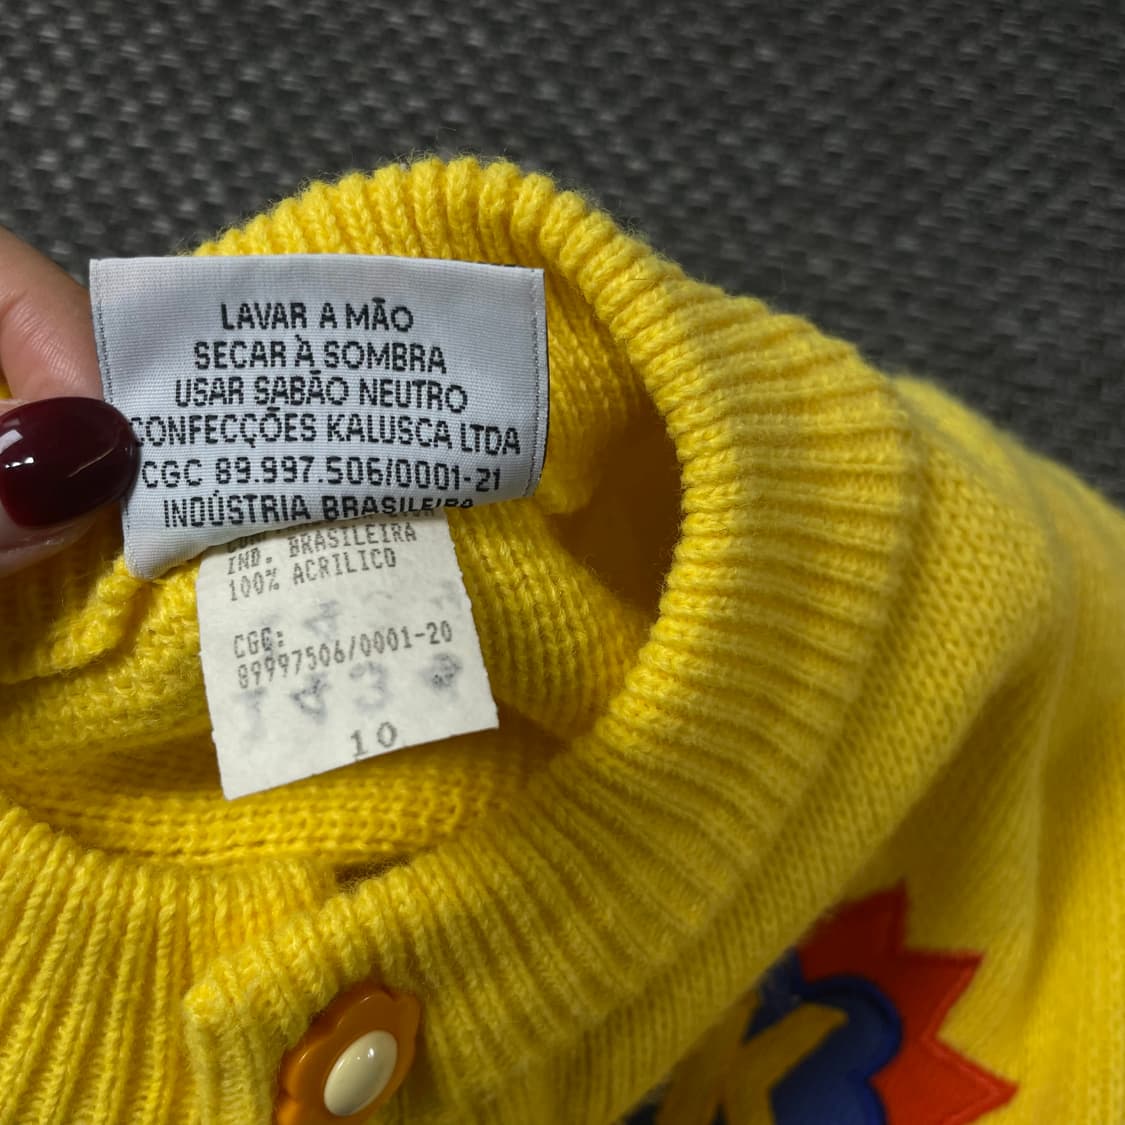 LAVAR A MÃO
SECAR À SOMBRA
USAR SABÃO NEUTRO
CONFECÇÕES KALUSCA LTDA
CGC 89.997.506/0001-21
INDÚSTRIA BRASILEIRA
IND. BRASILEIRA
100% ACRILICO
CGC:
89997506/0001-20
10